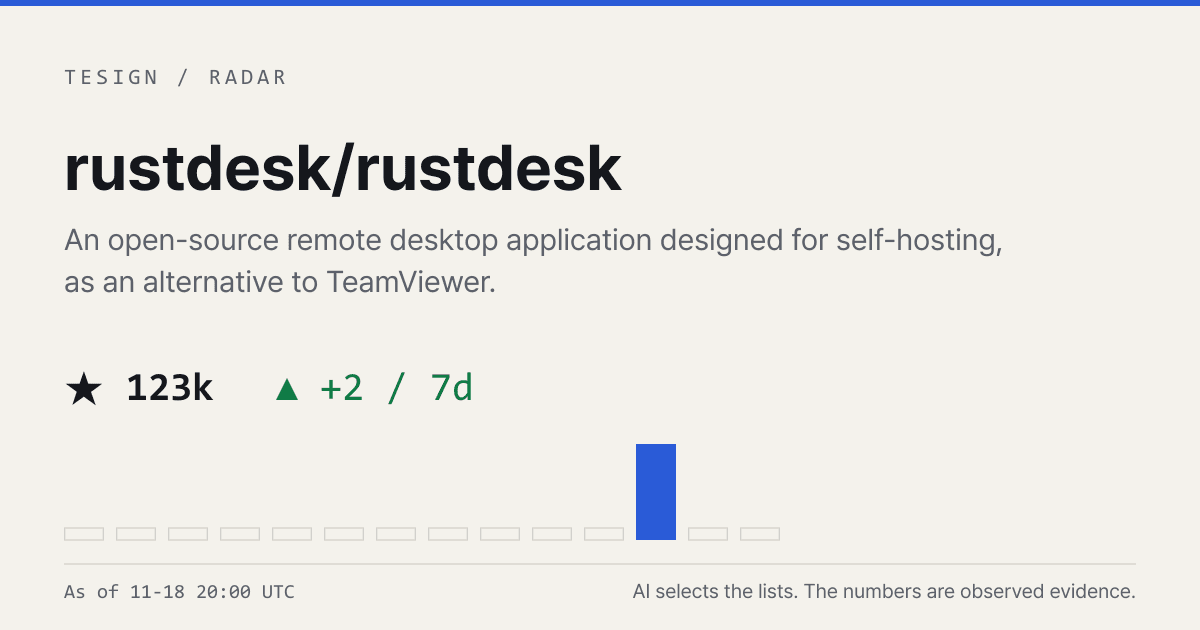 TESIGN / RADAR
rustdesk/rustdesk
An open-source remote desktop application designed for self-hosting,
as an alternative to TeamViewer.
★ 123k ▲ +2 / 7d
As of 11-18 20:00 UTC
AI selects the lists. The numbers are observed evidence.